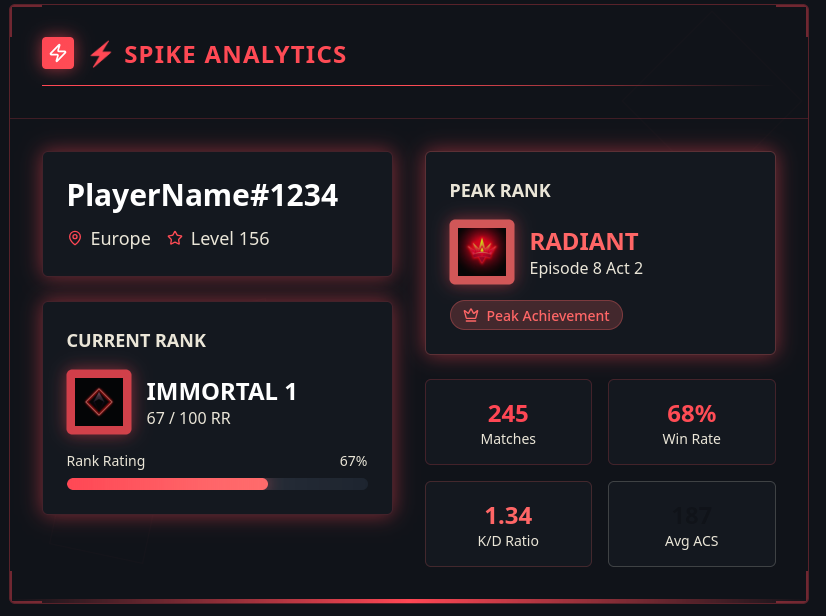 ⚡ SPIKE ANALYTICS
PlayerName#1234
Europe Level 156
CURRENT RANK
IMMORTAL 1
67 / 100 RR
Rank Rating 67%
PEAK RANK
RADIANT
Episode 8 Act 2
Peak Achievement
245
Matches
68%
Win Rate
1.34
K/D Ratio
187
Avg ACS